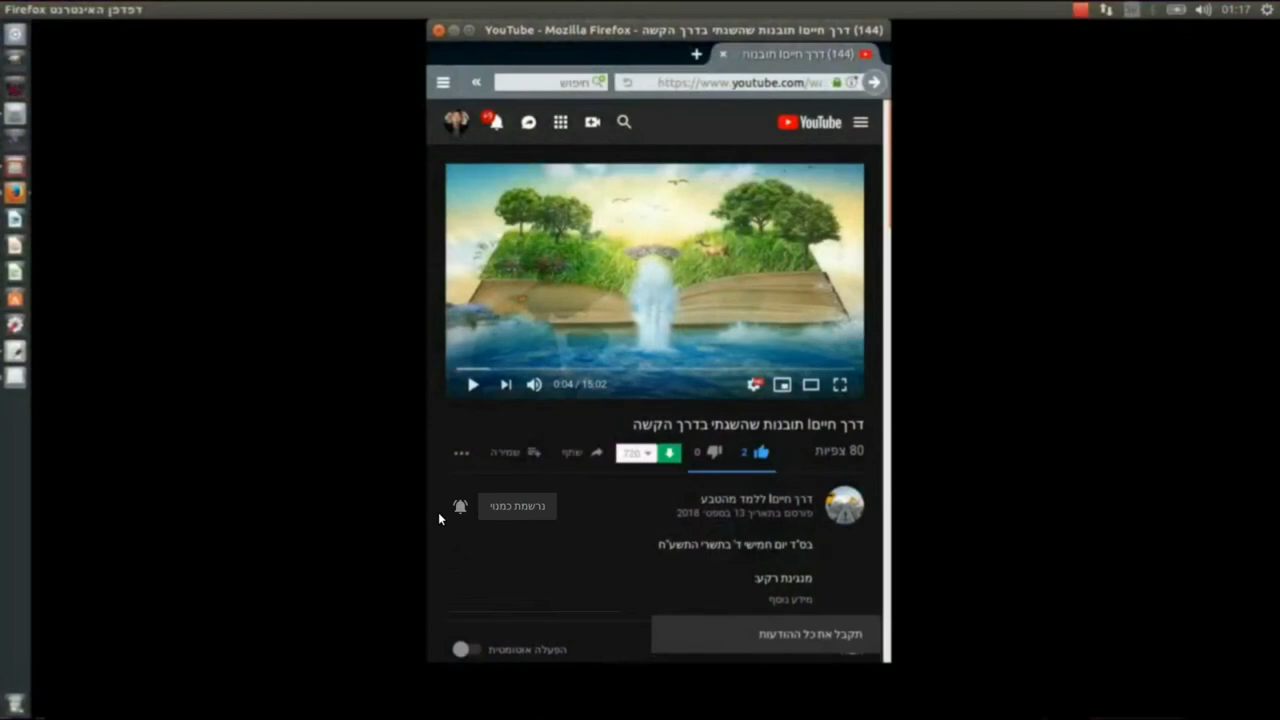 דפדפן האינטרנט Firefox
01:17
(144) דרך חיים| תובנות שהשגתי בדרך הקשה - YouTube - Mozilla Firefox
(144) דרך חיים| תובנות
https://www.youtube.com/w
חיפוש
YouTube
0:04 / 15:02
דרך חיים| תובנות שהשגתי בדרך הקשה
80 צפיות
2
0
720
שתף
שמירה
דרך חיים| ללמד מהטבע
פורסם בתאריך 13 בספט׳ 2018
נרשמת כמנוי
בס"ד יום חמישי ד' בתשרי התשע"ח
מנגינת רקע:
מידע נוסף
תקבל את כל ההודעות
הפעלה אוטומטית